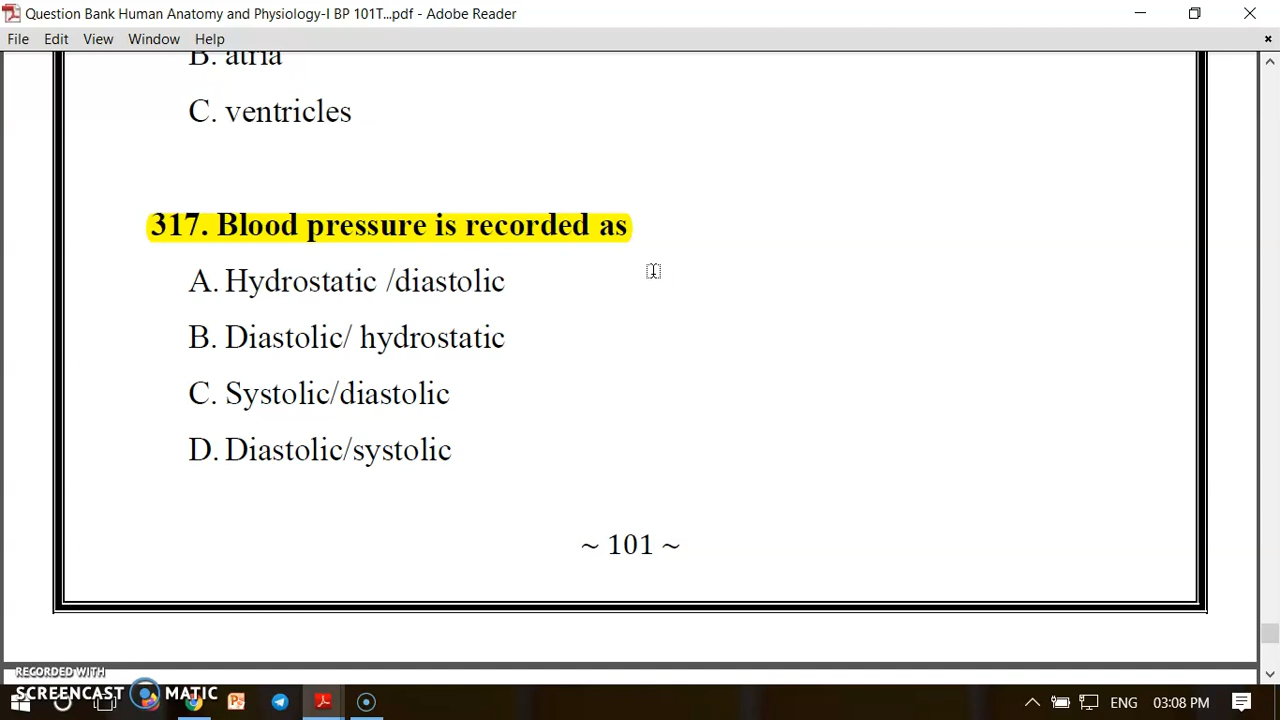 Question Bank Human Anatomy and Physiology-I BP 101T...pdf - Adobe Reader
File Edit View Window Help
B. atria
C. ventricles
317. Blood pressure is recorded as
A. Hydrostatic /diastolic
B. Diastolic/ hydrostatic
C. Systolic/diastolic
D. Diastolic/systolic
~ 101 ~
RECORDED WITH
SCREENCAST MATIC
ENG 03:08 PM